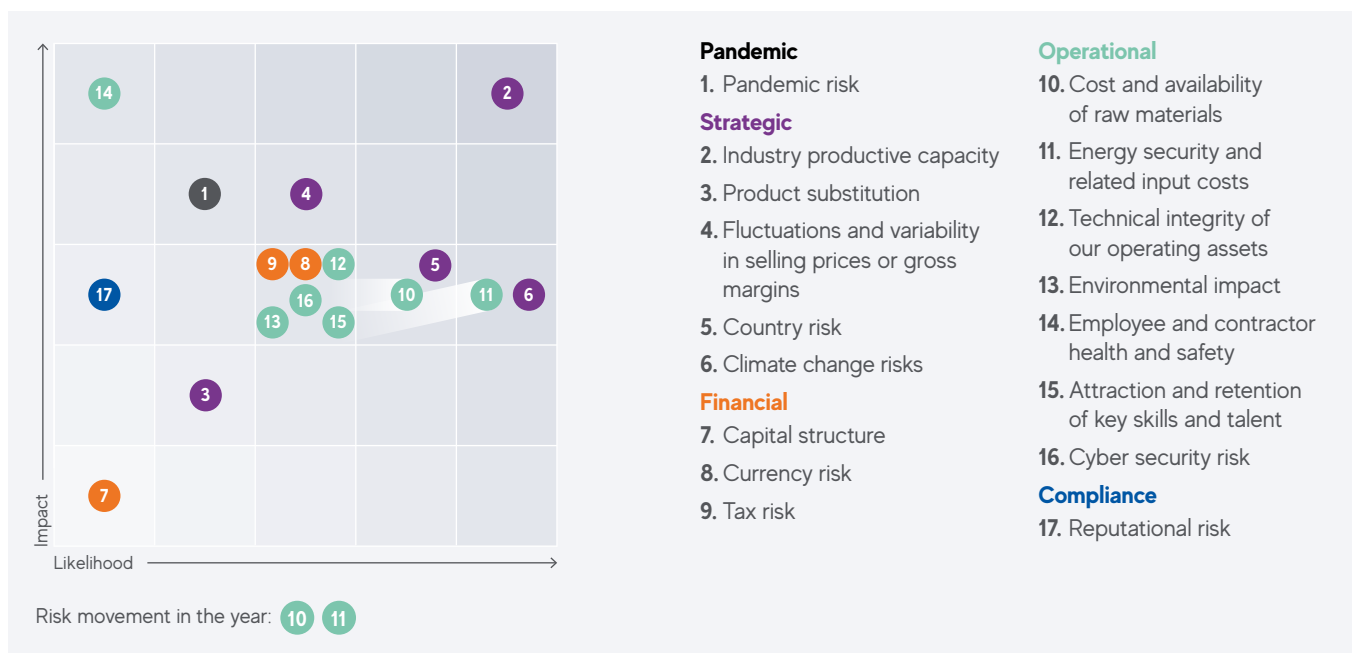 14
2
1
4
9
8
12
5
17
16
10
11
6
13
15
3
7
Impact
Likelihood
Risk movement in the year: 10 11
Pandemic
1. Pandemic risk
Strategic
2. Industry productive capacity
3. Product substitution
4. Fluctuations and variability
in selling prices or gross
margins
5. Country risk
6. Climate change risks
Financial
7. Capital structure
8. Currency risk
9. Tax risk
Operational
10. Cost and availability
of raw materials
11. Energy security and
related input costs
12. Technical integrity of
our operating assets
13. Environmental impact
14. Employee and contractor
health and safety
15. Attraction and retention
of key skills and talent
16. Cyber security risk
Compliance
17. Reputational risk